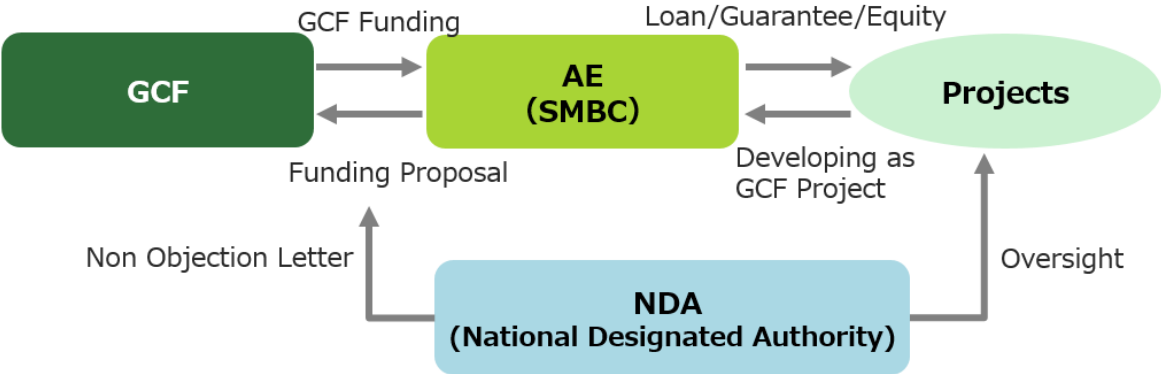 GCF Funding
Loan/Guarantee/Equity
GCF
AE
(SMBC)
Projects
Funding Proposal
Developing as
GCF Project
Non Objection Letter
Oversight
NDA
(National Designated Authority)